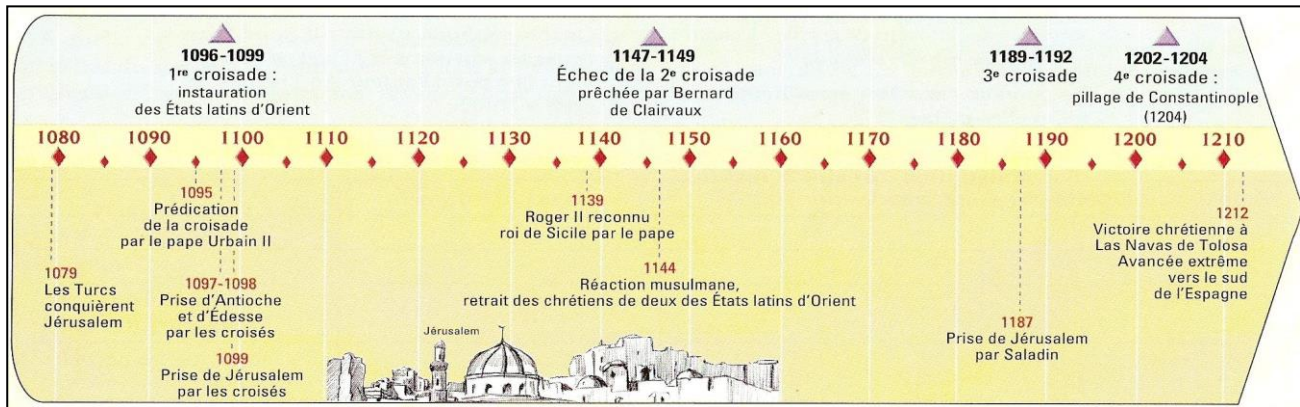 1096-1099
1re croisade :
instauration
des États latins d'Orient
1147-1149
Échec de la 2e croisade
prêchée par Bernard
de Clairvaux
1189-1192
3e croisade
1202-1204
4e croisade :
pillage de Constantinople
(1204)
1080 1090 1100 1110 1120 1130 1140 1150 1160 1170 1180 1190 1200 1210
1079
Les Turcs
conquièrent
Jérusalem
1095
Prédication
de la croisade
par le pape Urbain II
1097-1098
Prise d'Antioche
et d'Édesse
par les croisés
1099
Prise de Jérusalem
par les croisés
Jérusalem
1139
Roger II reconnu
roi de Sicile par le pape
1144
Réaction musulmane,
retrait des chrétiens de deux des États latins d'Orient
1187
Prise de Jérusalem
par Saladin
1212
Victoire chrétienne à
Las Navas de Tolosa
Avancée extrême
vers le sud
de l'Espagne